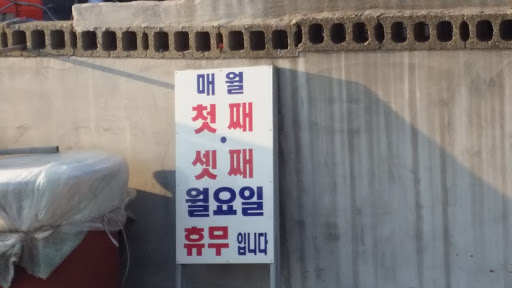 매 월
첫 째
·
셋 째
월요일
휴무 입니다